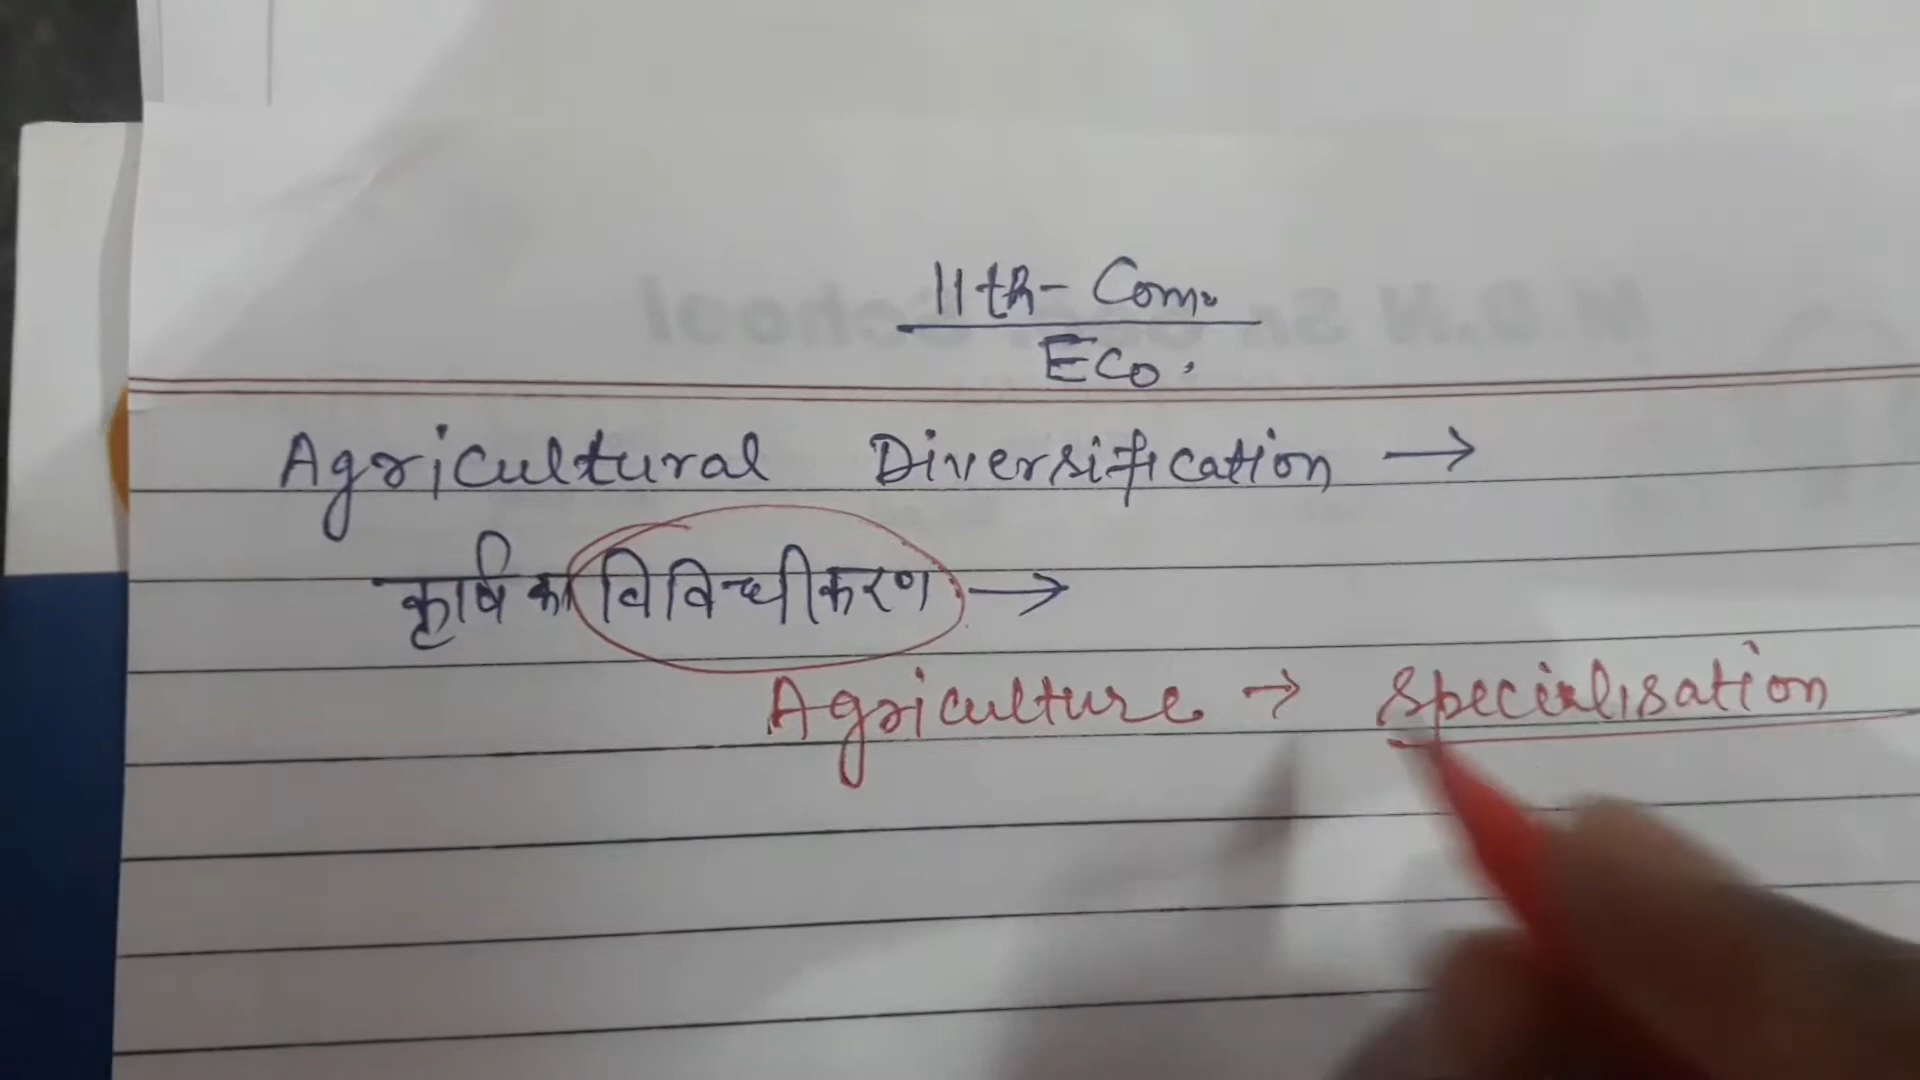 11th - Com.
Eco.
Agricultural Diversification →
कृषि का विविधीकरण →
Agriculture → specialisation